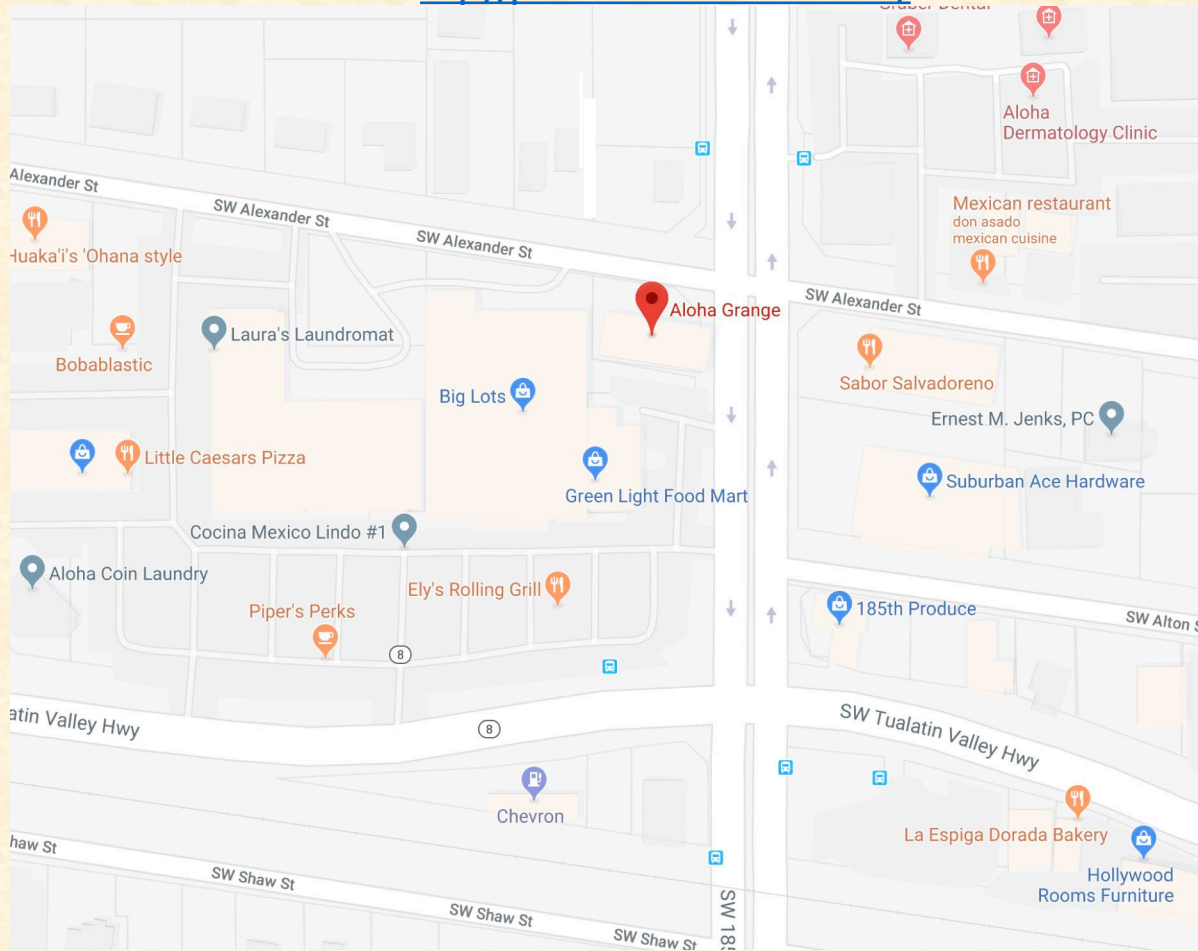 Gruber Dental
Aloha
Dermatology Clinic
Alexander St
SW Alexander St
SW Alexander St
Mexican restaurant
don asado
mexican cuisine
Huaka'i's 'Ohana style
Aloha Grange
SW Alexander St
Laura's Laundromat
Bobablastic
Sabor Salvadoreno
Big Lots
Ernest M. Jenks, PC
Little Caesars Pizza
Suburban Ace Hardware
Green Light Food Mart
Cocina Mexico Lindo #1
Aloha Coin Laundry
Ely's Rolling Grill
Piper's Perks
185th Produce
SW Alton S
8
atin Valley Hwy
8
SW Tualatin Valley Hwy
Chevron
La Espiga Dorada Bakery
haw St
SW Shaw St
Hollywood
Rooms Furniture
SW Shaw St
SW 185
SW Shaw St